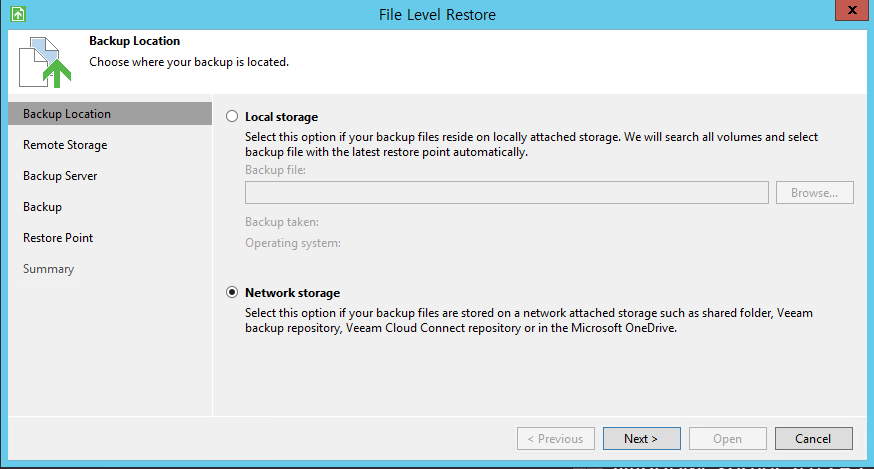 File Level Restore
x
Backup Location
Choose where your backup is located.
Backup Location
Remote Storage
Backup Server
Backup
Restore Point
Summary
Local storage
Select this option if your backup files reside on locally attached storage. We will search all volumes and select
backup file with the latest restore point automatically.
Backup file:
Browse...
Backup taken:
Operating system:
Network storage
Select this option if your backup files are stored on a network attached storage such as shared folder, Veeam
backup repository, Veeam Cloud Connect repository or in the Microsoft OneDrive.
< Previous
Next >
Open
Cancel